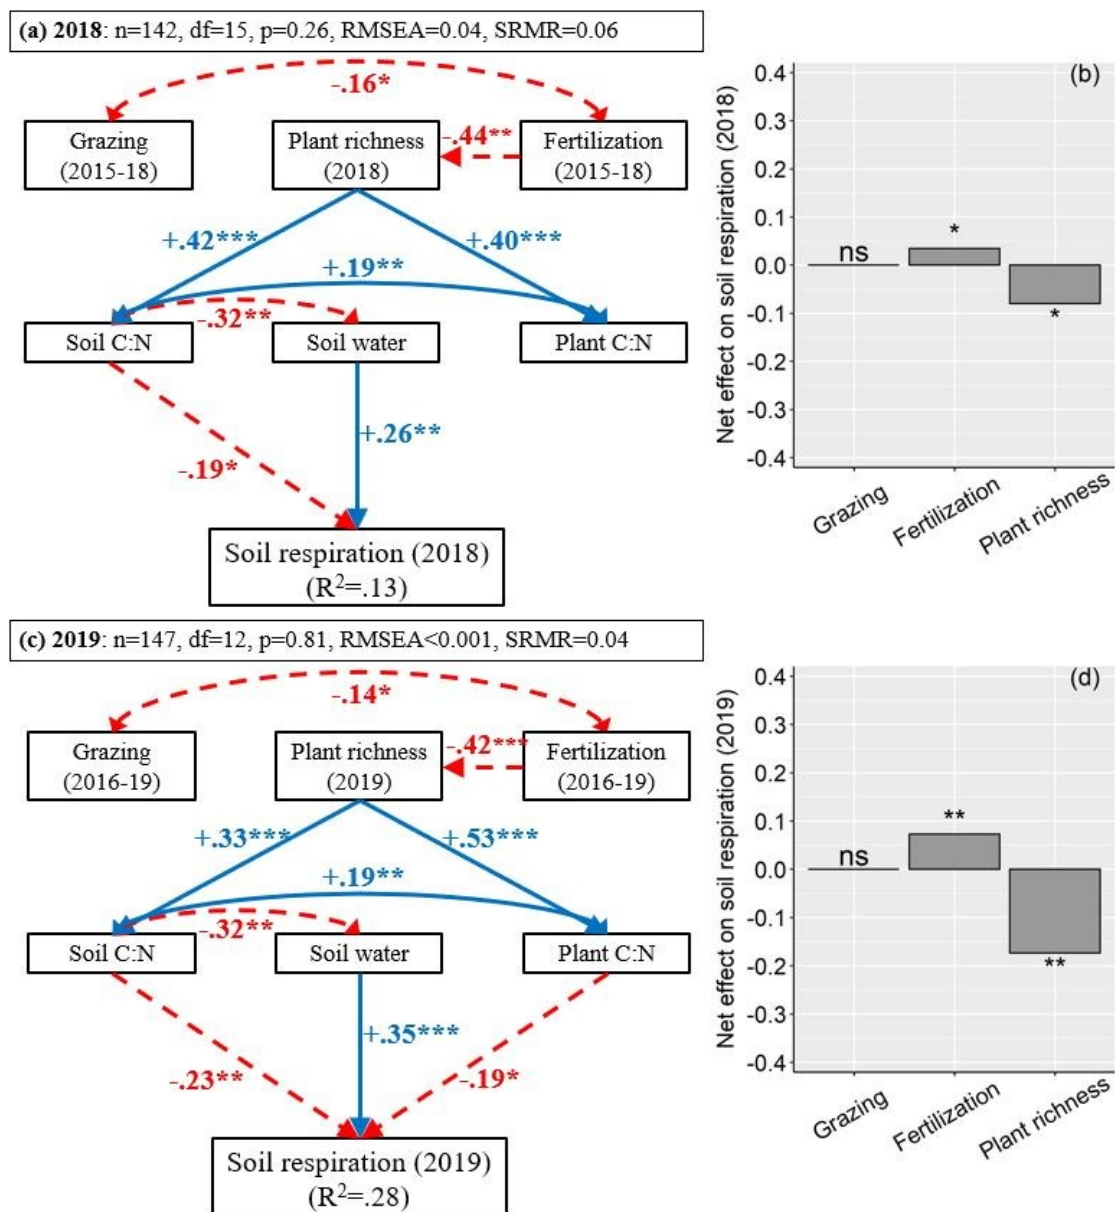 (a) 2018: n=142, df=15, p=0.26, RMSEA=0.04, SRMR=0.06
-.16*
Grazing
(2015-18)
Plant richness
(2018)
-.44**
Fertilization
(2015-18)
+.42***
+.40***
+.19**
-.32**
Soil C:N
Soil water
Plant C:N
+.26**
-.19*
Soil respiration (2018)
(R²=.13)
(b)
Net effect on soil respiration (2018)
0.4
0.3
0.2
0.1
0.0
-0.1
-0.2
-0.3
-0.4
ns
*
*
Grazing
Fertilization
Plant richness
(c) 2019: n=147, df=12, p=0.81, RMSEA<0.001, SRMR=0.04
-.14*
Grazing
(2016-19)
Plant richness
(2019)
-.42***
Fertilization
(2016-19)
+.33***
+.53***
+.19**
-.32**
Soil C:N
Soil water
Plant C:N
+.35***
-.23**
-.19*
Soil respiration (2019)
(R²=.28)
(d)
Net effect on soil respiration (2019)
0.4
0.3
0.2
0.1
0.0
-0.1
-0.2
-0.3
-0.4
ns
**
**
Grazing
Fertilization
Plant richness